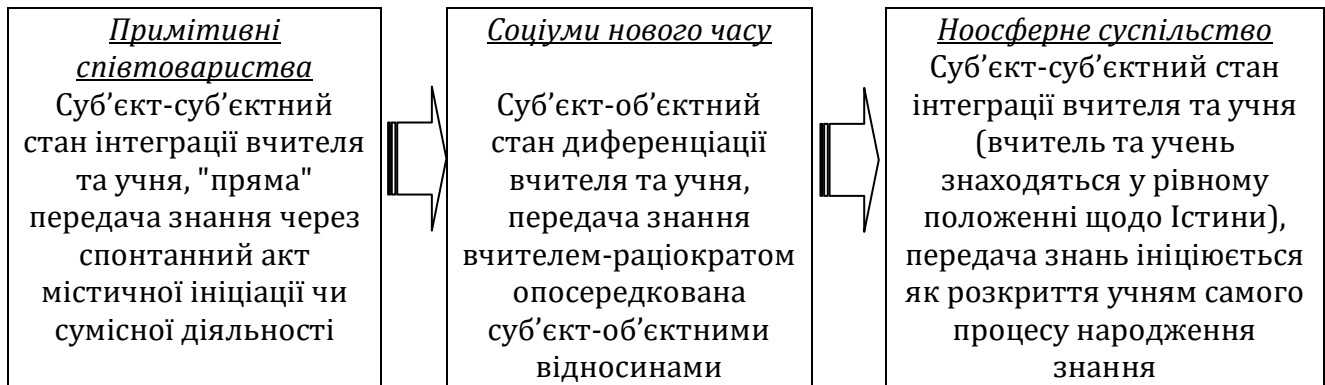 Примітивні
співтовариства
Суб’єкт-суб’єктний
стан інтеграції вчителя
та учня, "пряма"
передача знання через
спонтанний акт
містичної ініціації чи
сумісної діяльності
Соціуми нового часу
Суб’єкт-об’єктний
стан диференціації
вчителя та учня,
передача знання
вчителем-раціократом
опосередкована
суб’єкт-об’єктними
відносинами
Ноосферне суспільство
Суб’єкт-суб’єктний стан
інтеграції вчителя та учня
(вчитель та учень
знаходяться у рівному
положенні щодо Істини),
передача знань ініціюється
як розкриття учням самого
процесу народження
знання